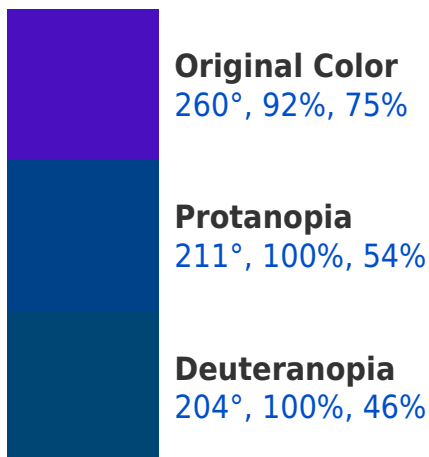 Original Color
260°, 92%, 75%
Protanopia
211°, 100%, 54%
Deuteranopia
204°, 100%, 46%